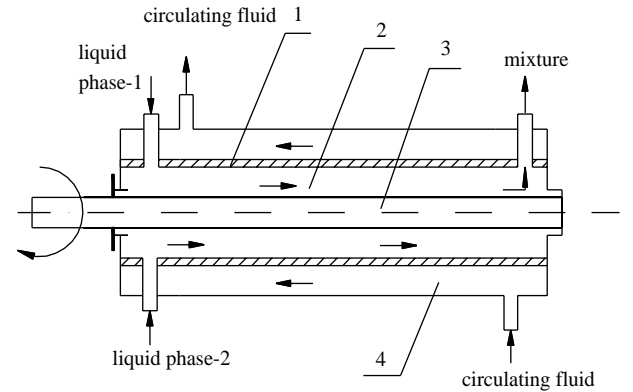 circulating fluid
1
2
3
liquid
phase-1
mixture
liquid phase-2
4
circulating fluid